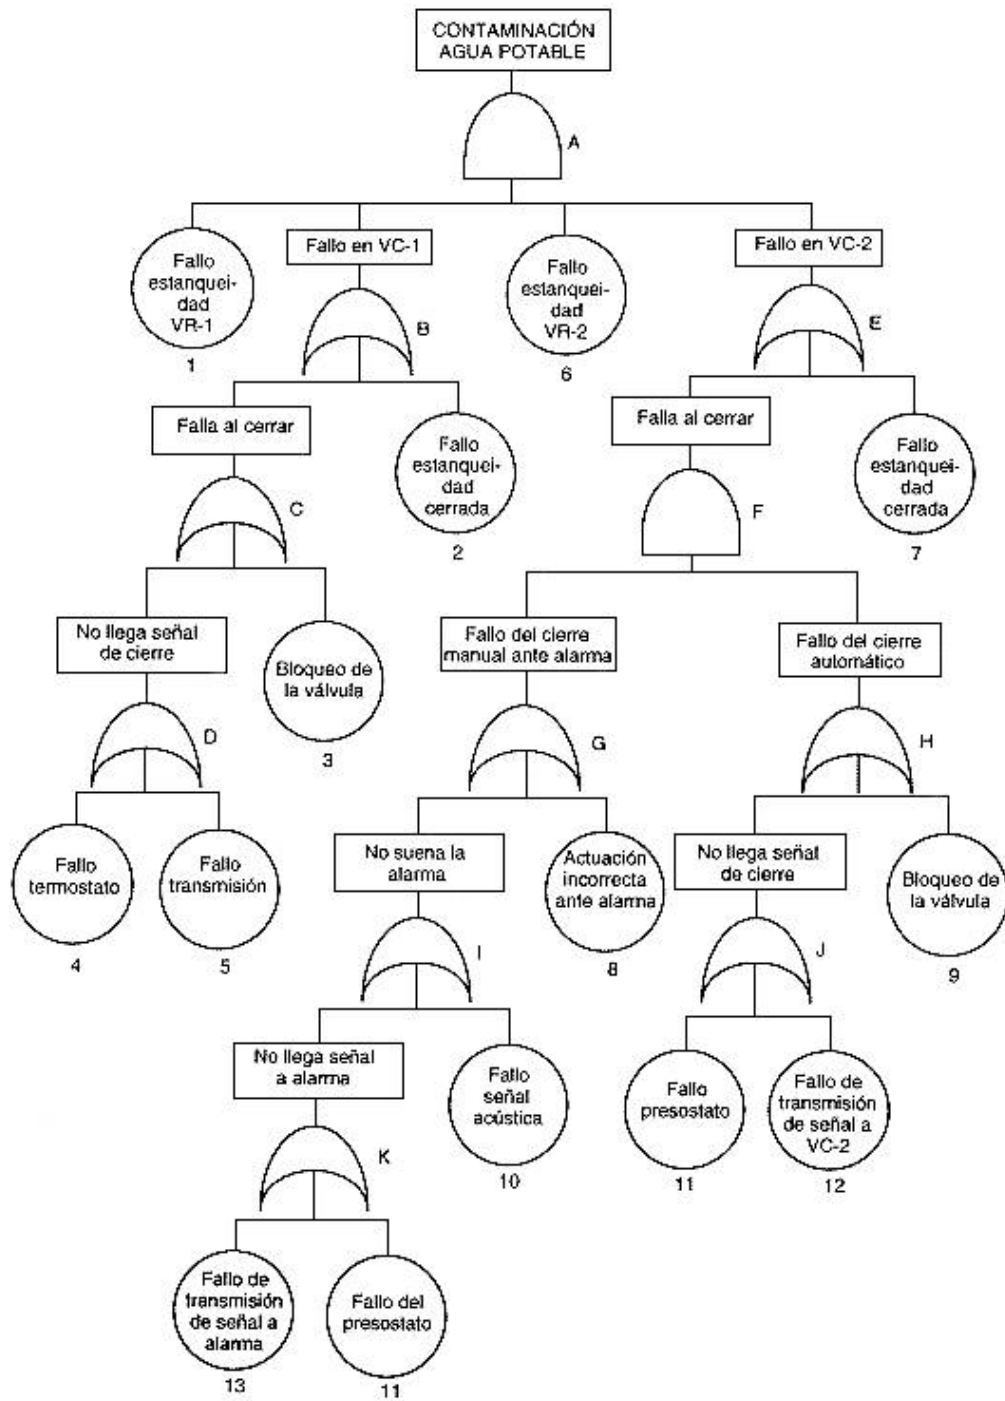 CONTAMINACIÓN
AGUA POTABLE
A
Fallo
estanquei-
dad
VR-1
1
Fallo en VC-1
B
Fallo
estanquei-
dad
VR-2
6
Fallo en VC-2
E
Falla al cerrar
C
Fallo
estanquei-
dad
cerrada
2
Falla al cerrar
F
Fallo
estanquei-
dad
cerrada
7
No llega señal
de cierre
D
Bloqueo de
la válvula
3
Fallo del cierre
manual ante alarma
G
Fallo del cierre
automático
H
Fallo
termostato
4
Fallo
transmisión
5
No suena la
alarma
I
Actuación
incorrecta
ante alarma
8
No llega señal
de cierre
J
Bloqueo de
la válvula
9
No llega señal
a alarma
K
Fallo
señal
acústica
10
Fallo
presostato
11
Fallo de
transmisión
de señal a
VC-2
12
Fallo de
transmisión
de señal a
alarma
13
Fallo del
presostato
11